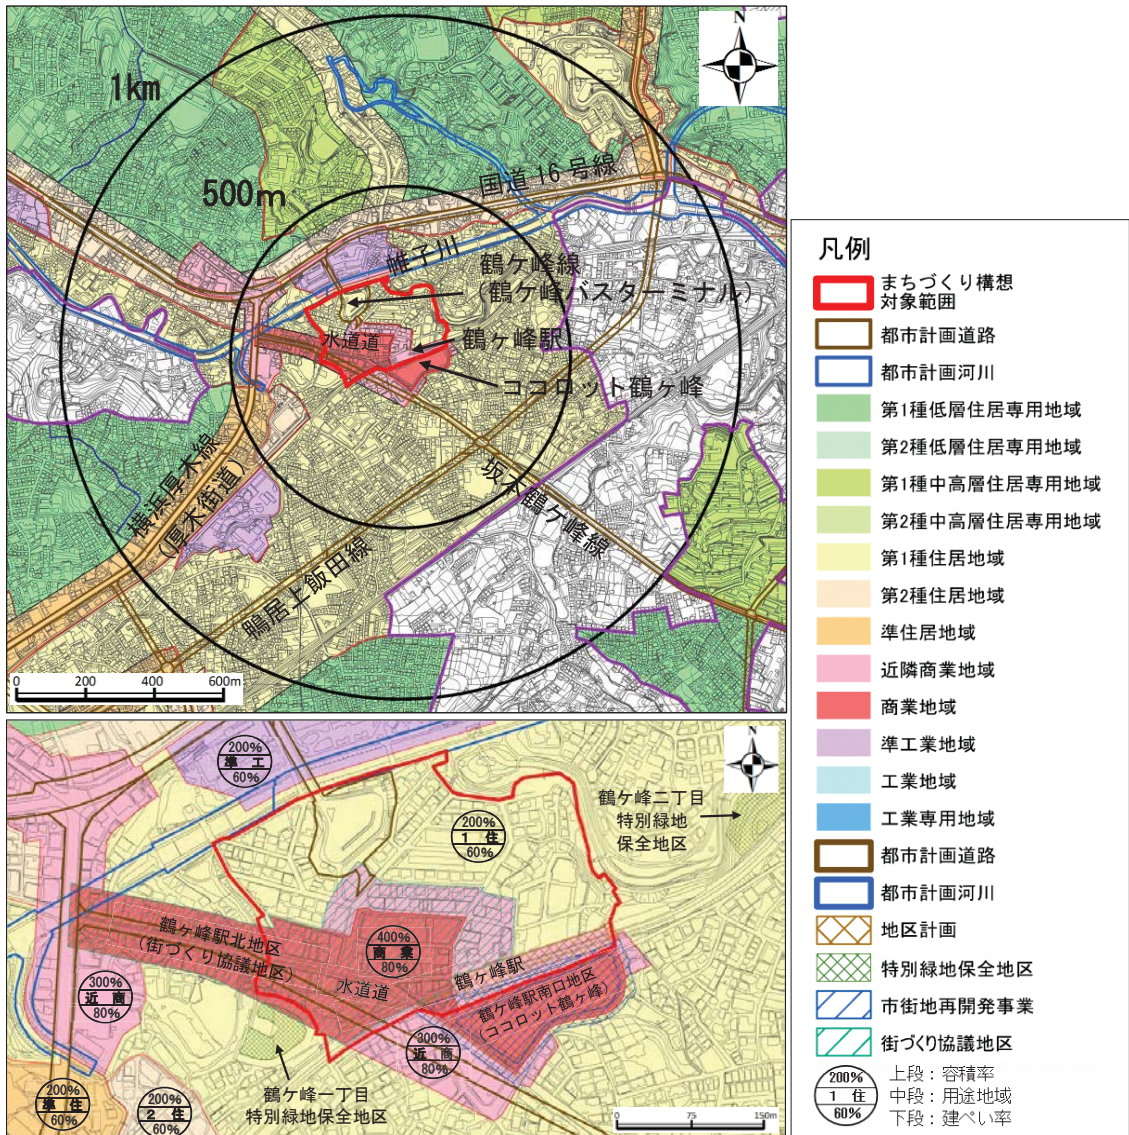 N
1km
500m
国道16号線
帷子川
鶴ケ峰線
(鶴ケ峰バスターミナル)
水道道
鶴ケ峰駅
ココロット鶴ケ峰
横浜厚木線
(厚木街道)
坂本鶴ケ峰線
鴨居上飯田線
0 200 400 600m
N
200%
準 工
60%
鶴ケ峰二丁目
特別緑地
保全地区
200%
1 住
60%
鶴ケ峰駅北地区
(街づくり協議地区)
400%
商 業
80%
水道道
鶴ケ峰駅
鶴ケ峰駅南口地区
(ココロット鶴ケ峰)
300%
近 商
80%
300%
近 商
80%
鶴ケ峰一丁目
特別緑地保全地区
200%
準 住
60%
200%
2 住
60%
0 75 150m
凡例
まちづくり構想
対象範囲
都市計画道路
都市計画河川
第1種低層住居専用地域
第2種低層住居専用地域
第1種中高層住居専用地域
第2種中高層住居専用地域
第1種住居地域
第2種住居地域
準住居地域
近隣商業地域
商業地域
準工業地域
工業地域
工業専用地域
都市計画道路
都市計画河川
地区計画
特別緑地保全地区
市街地再開発事業
街づくり協議地区
200%
1 住
60%
上段：容積率
中段：用途地域
下段：建ぺい率